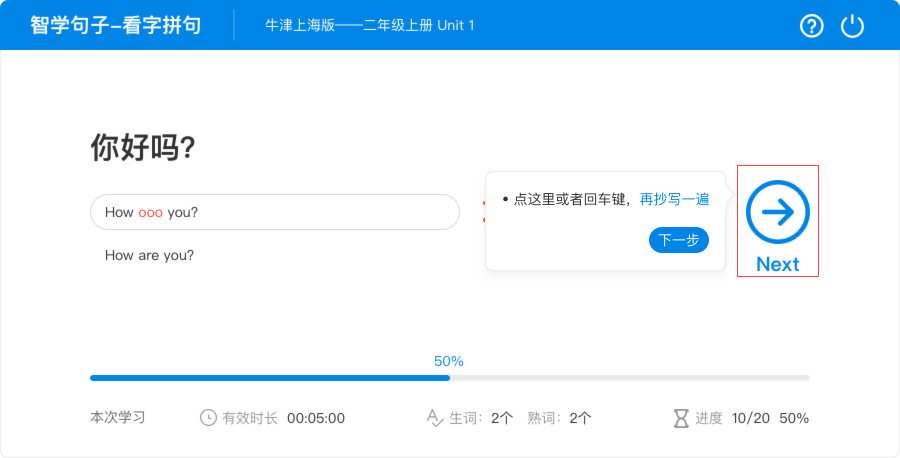 智学句子-看字拼句
牛津上海版——二年级上册 Unit 1
你好吗?
How ooo you?
How are you?
点这里或者回车键，再抄写一遍
下一步
Next
50%
本次学习 有效时长 00:05:00 生词: 2个 熟词: 2个 进度 10/20 50%